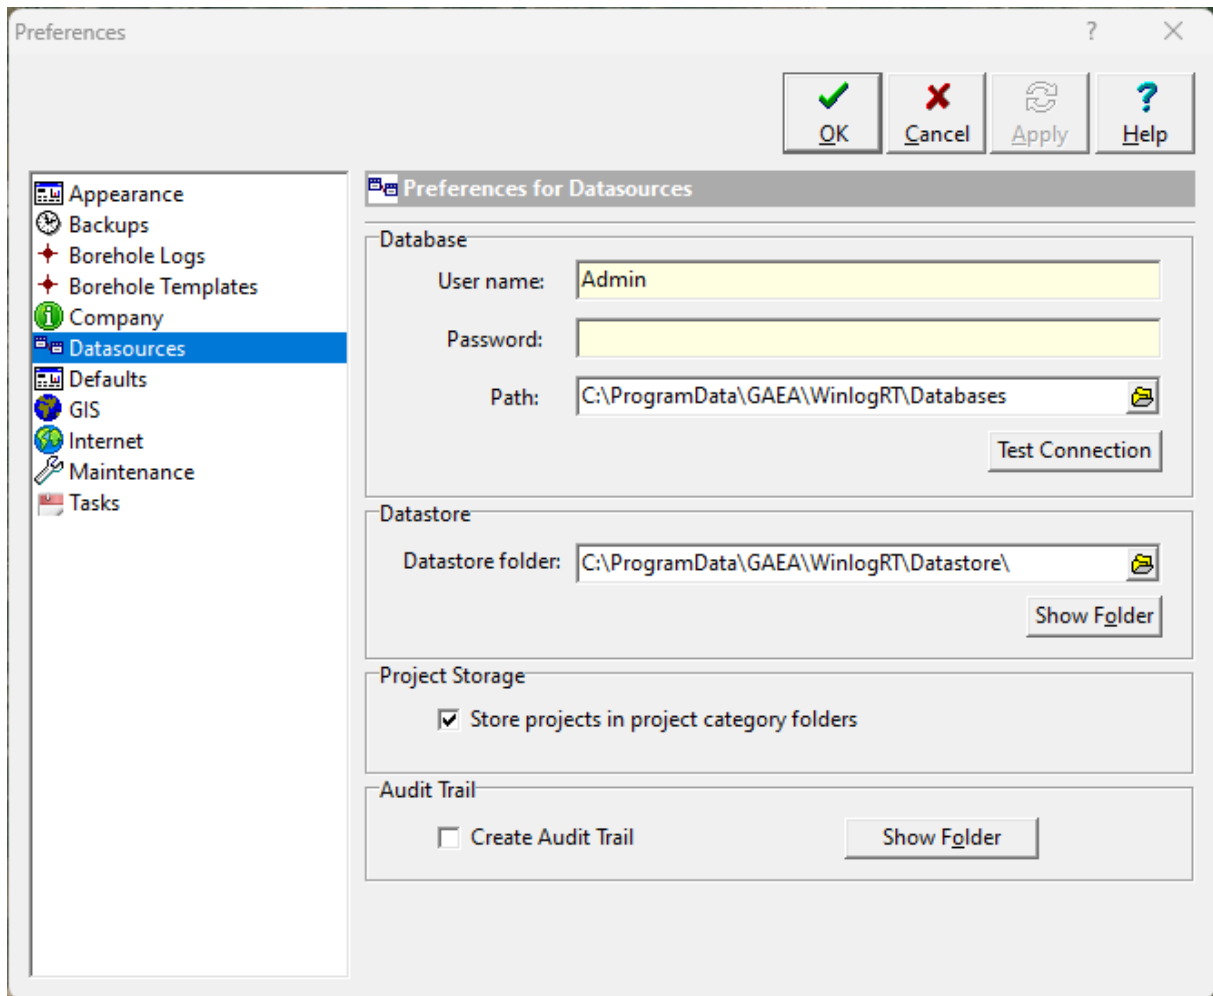 Preferences
?
OK
Cancel
Apply
Help
Appearance
Backups
Borehole Logs
Borehole Templates
Company
Datasources
Defaults
GIS
Internet
Maintenance
Tasks
Preferences for Datasources
Database
User name: Admin
Password:
Path: C:\ProgramData\GAEA\WinlogRT\Databases
Test Connection
Datastore
Datastore folder: C:\ProgramData\GAEA\WinlogRT\Datastore\
Show Folder
Project Storage
Store projects in project category folders
Audit Trail
Create Audit Trail Show Folder